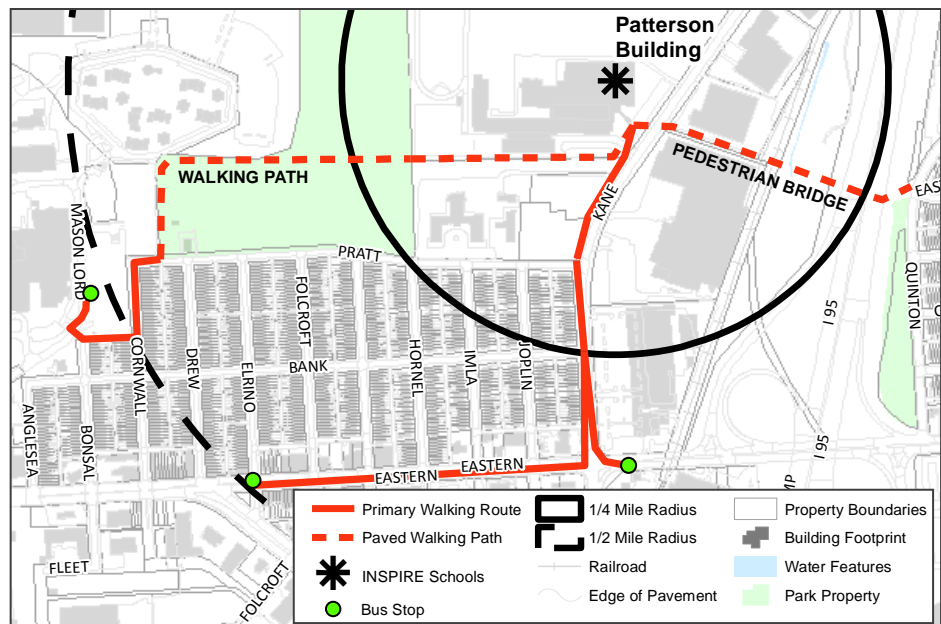 Patterson
Building
WALKING PATH
PEDESTRIAN BRIDGE
KANE
EAS
MASON LORD
PRATT
QUINTON
I 95
FOLCROFT
CORNWALL
DREW
ELRINO
BANK
HORNEL
IMLA
JOPLIN
ANGLESEA
BONSAL
I 95
EASTERN
EASTERN
MP
FLEET
FOLCROFT
Primary Walking Route
Paved Walking Path
INSPIRE Schools
Bus Stop
1/4 Mile Radius
1/2 Mile Radius
Railroad
Edge of Pavement
Property Boundaries
Building Footprint
Water Features
Park Property